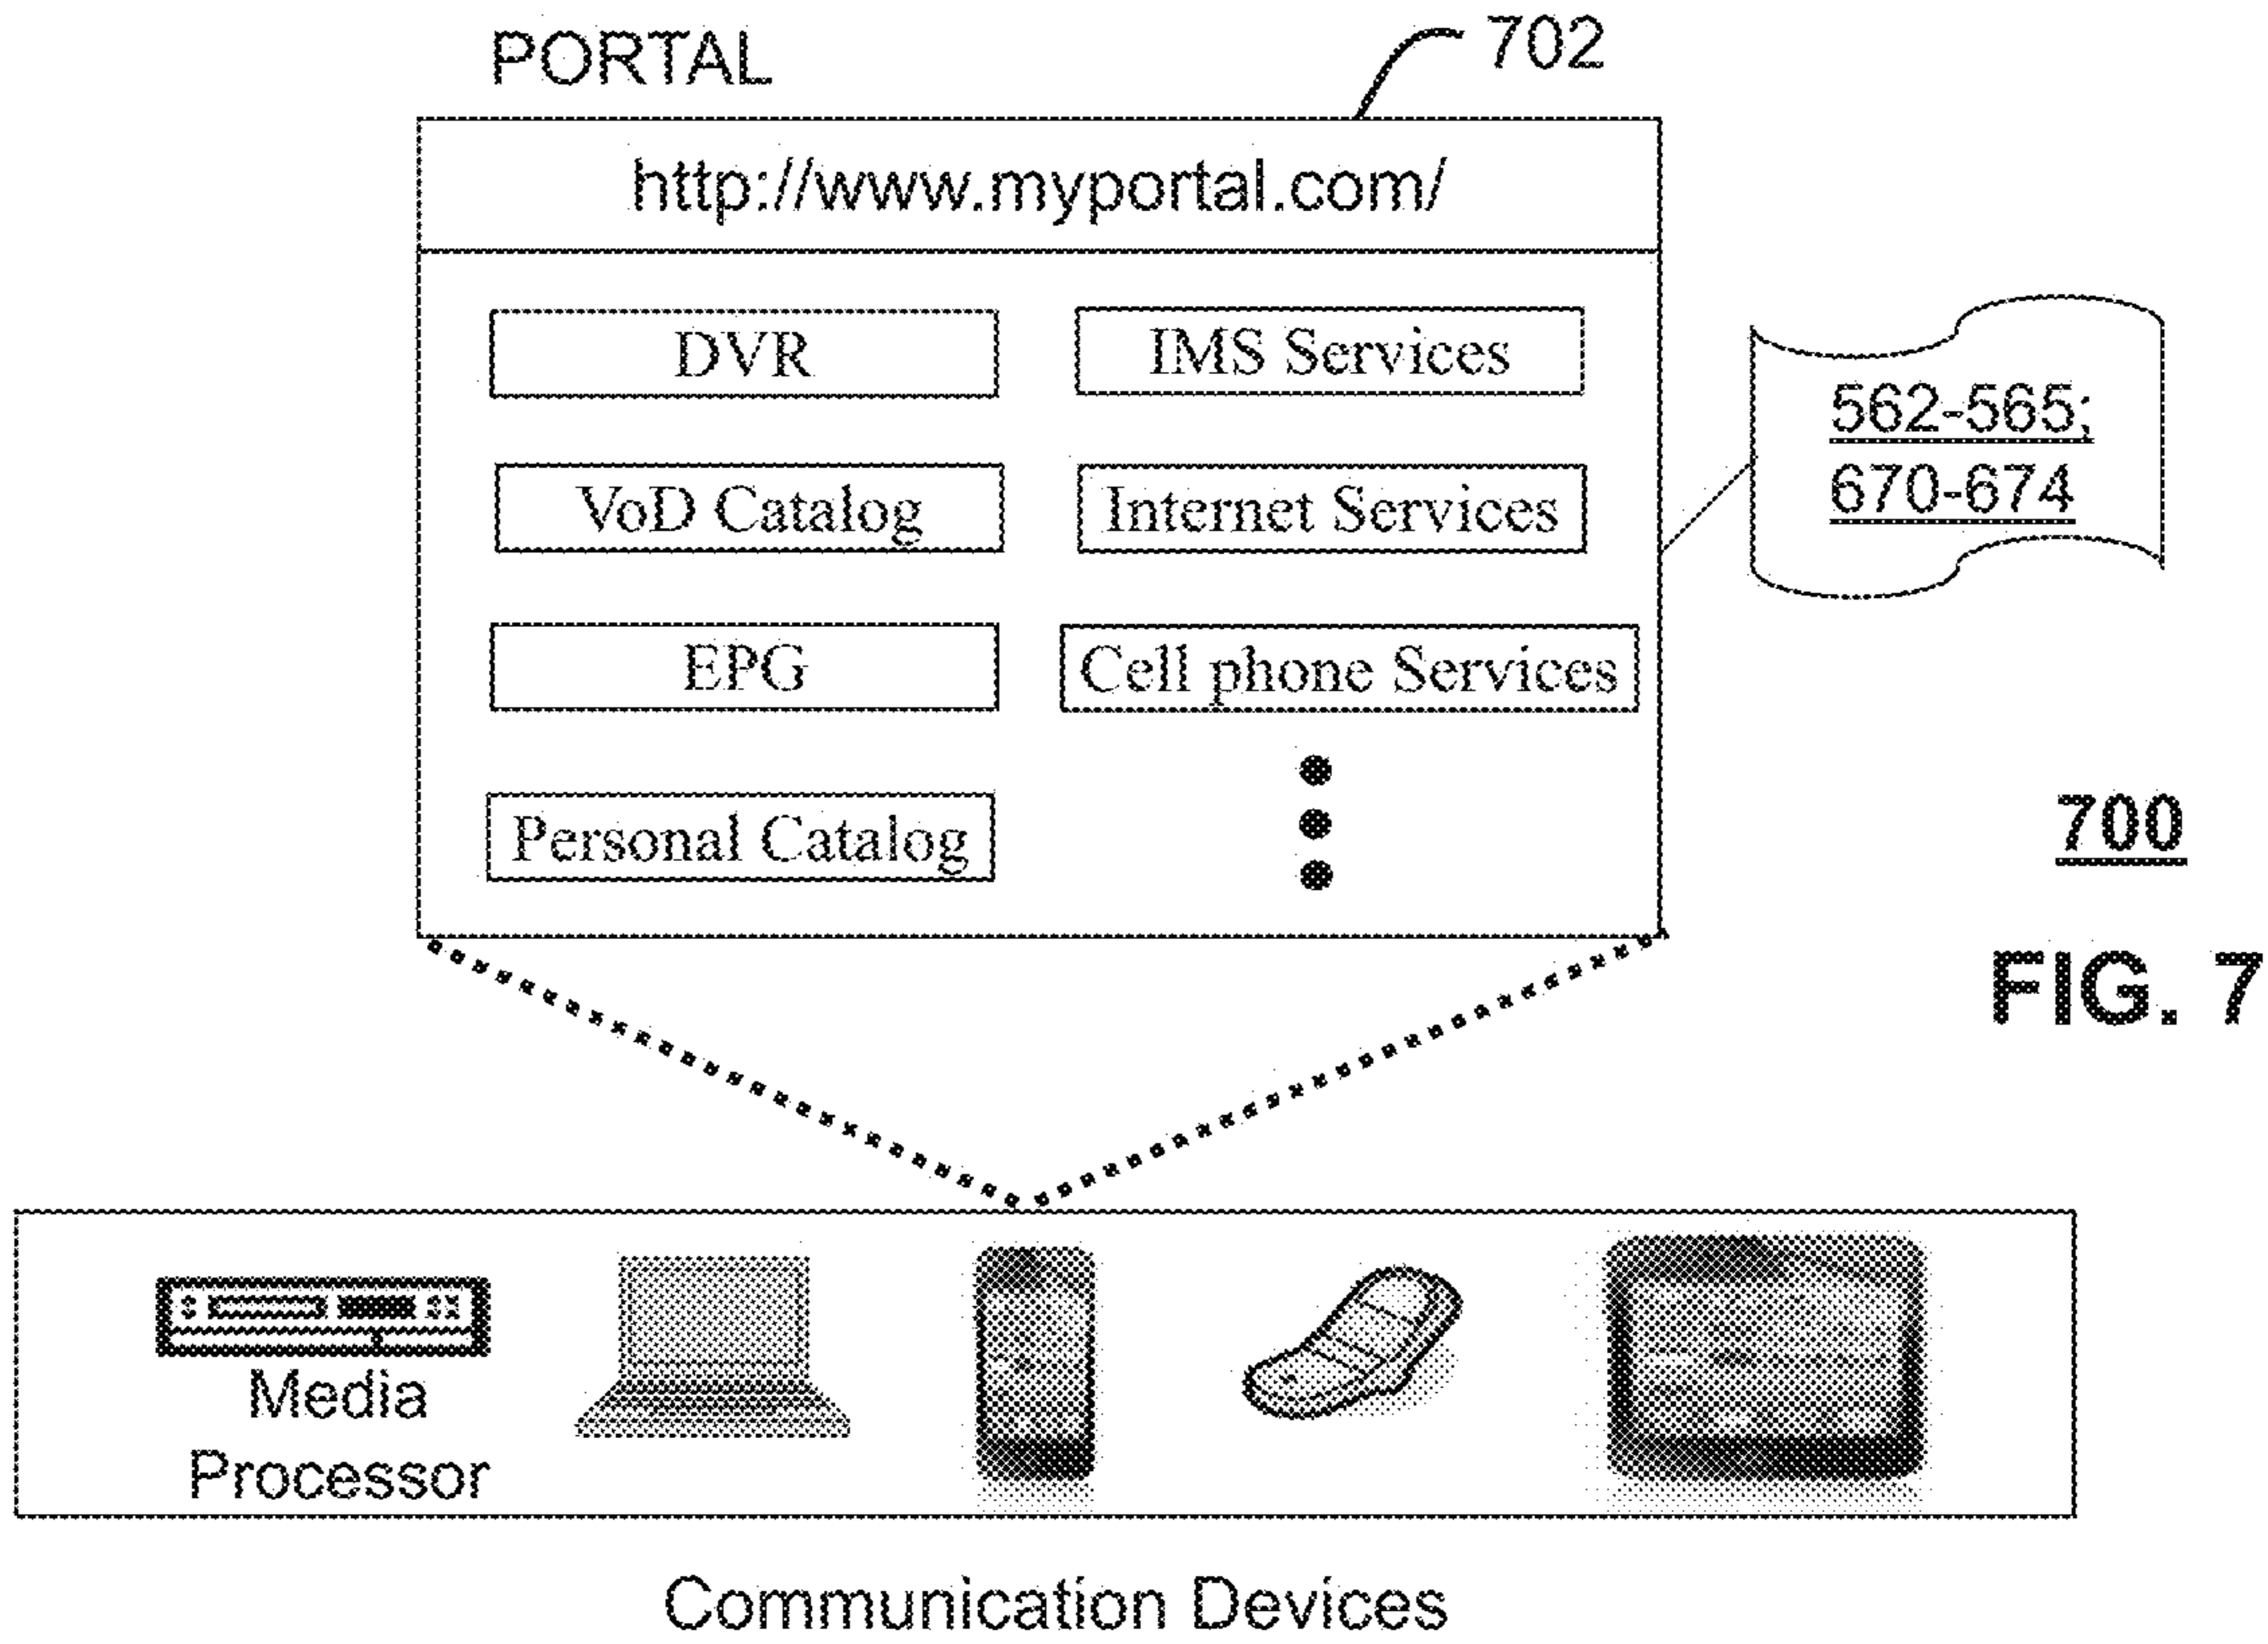 PORTAL
702
http://www.myportal.com/
DVR
IMS Services
VoD Catalog
Internet Services
EPG
Cell phone Services
Personal Catalog
562-565;
670-674
700
FIG. 7
Media
Processor
Communication Devices